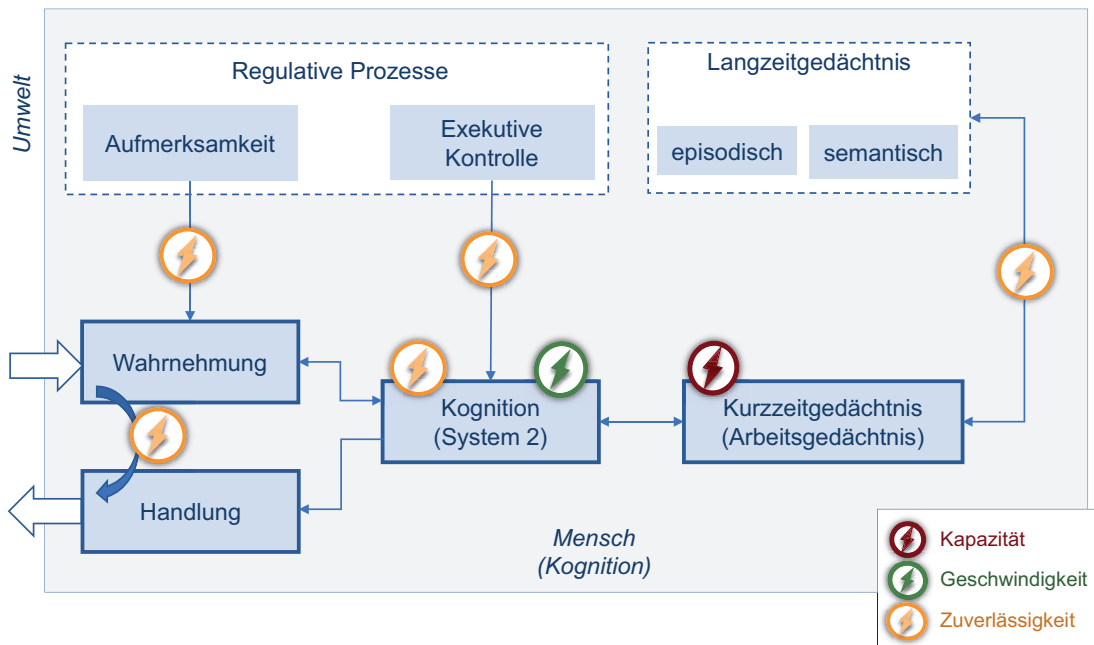 Umwelt
Regulative Prozesse
Aufmerksamkeit
Exekutive
Kontrolle
Langzeitgedächtnis
episodisch
semantisch
Wahrnehmung
Kognition
(System 2)
Kurzzeitgedächtnis
(Arbeitsgedächtnis)
Handlung
Mensch
(Kognition)
Kapazität
Geschwindigkeit
Zuverlässigkeit